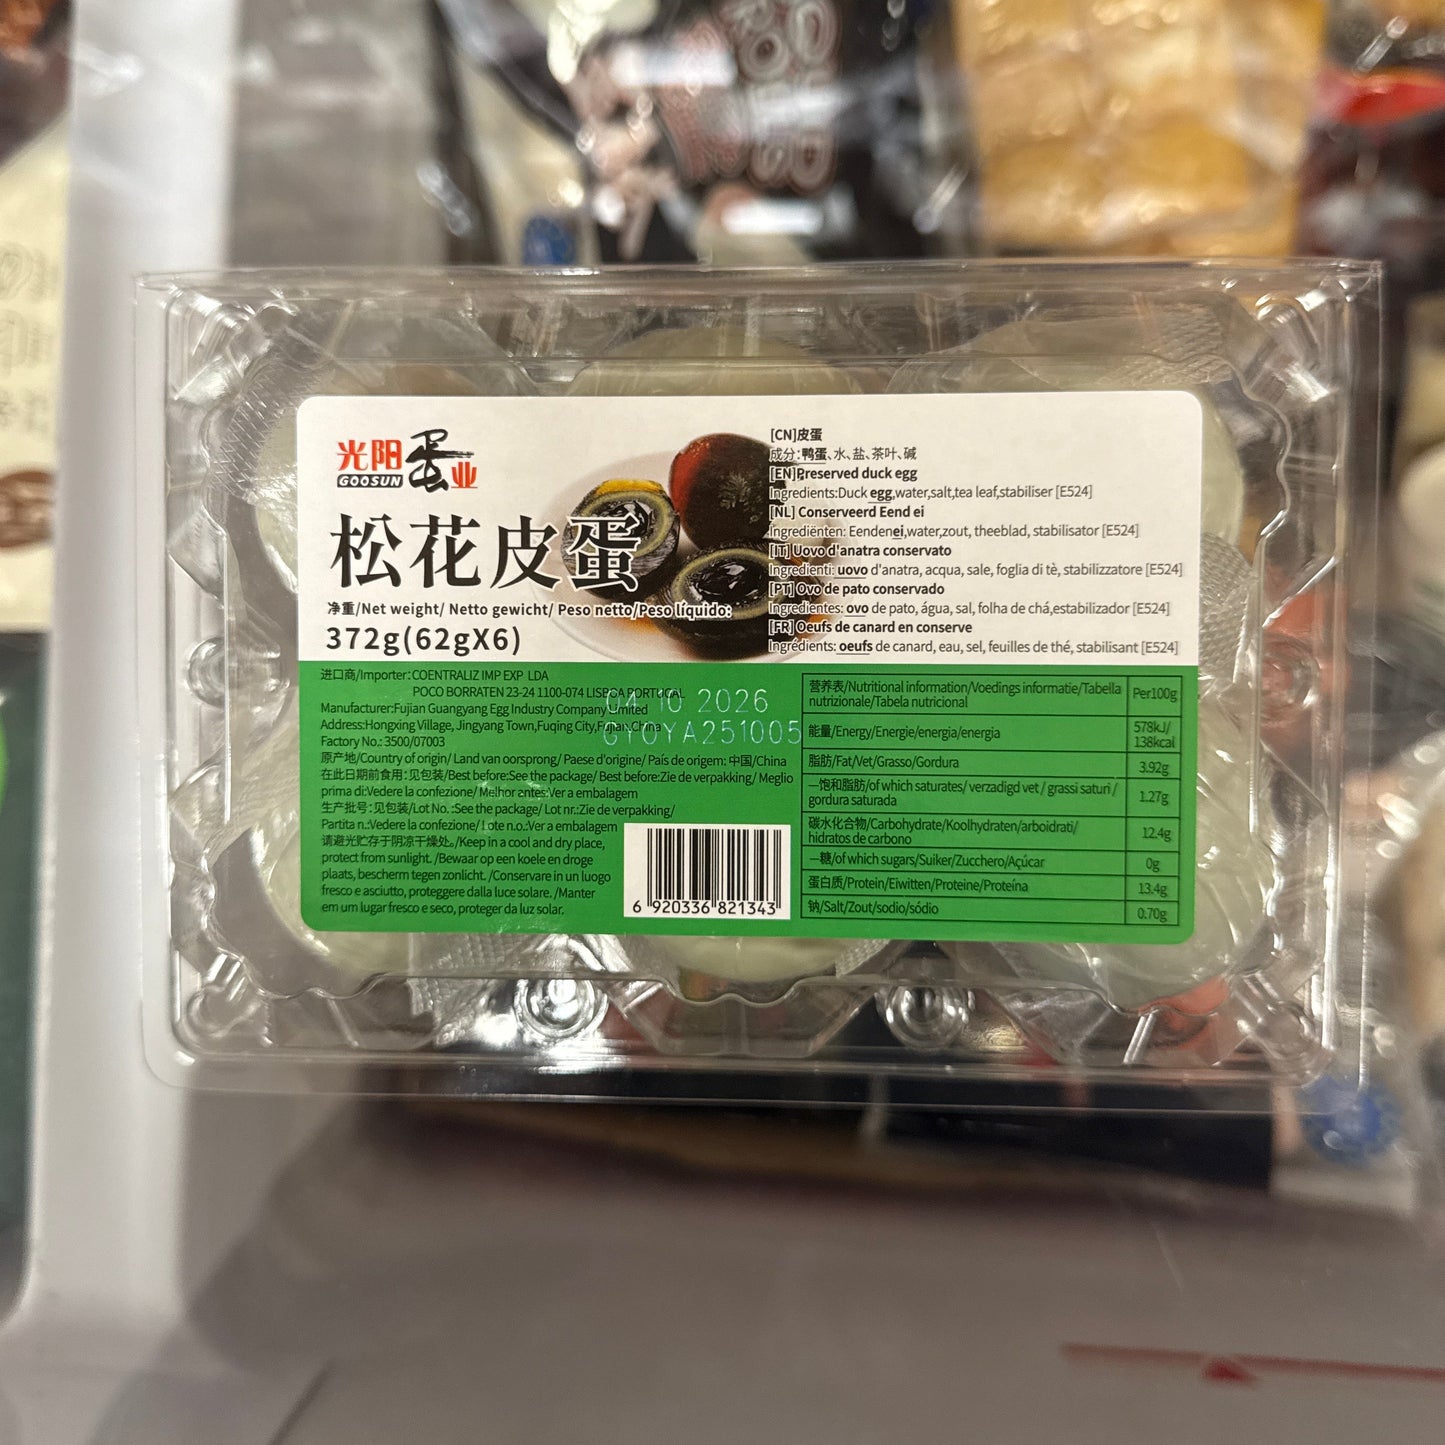 光阳蛋业
GOOSUN
松花皮蛋
净重/Net weight/ Netto gewicht/ Peso netto/Peso líquido:
372g(62gX6)
[CN]皮蛋
成分:鸭蛋、水、盐、茶叶、碱
[EN]Preserved duck egg
Ingredients:Duck egg,water,salt,tea leaf,stabiliser [E524]
[NL] Conserveerd Eend ei
Ingrediënten: Eendenei,water,zout, theeblad, stabilisator [E524]
[IT] Uovo d'anatra conservato
Ingredienti: uovo d'anatra, acqua, sale, foglia di tè, stabilizzatore [E524]
[PT] Ovo de pato conservado
Ingredientes: ovo de pato, água, sal, folha de chá,estabilizador [E524]
[FR] Oeufs de canard en conserve
Ingrédients: oeufs de canard, eau, sel, feuilles de thé, stabilisant [E524]
进口商/Importer:COENTRALIZ IMP EXP LDA
POCO BORRATEN 23-24 1100-074 LISBOA PORTUGAL
Manufacturer:Fujian Guangyang Egg Industry Company Limited
Address:Hongxing Village, Jingyang Town,Fuqing City,Fujian,China
Factory No.: 3500/07003
04 10 2026
GYOYA251005
原产地/Country of origin/ Land van oorsprong/ Paese d'origine/ País de origem: 中国/China
在此日期前食用:见包装/Best before:See the package/ Best before:Zie de verpakking/ Meglio
prima di:Vedere la confezione/ Melhor antes:Ver a embalagem
生产批号:见包装/Lot No.:See the package/ Lot nr.:Zie de verpakking/
Partita n.:Vedere la confezione/ Lote n.o.:Ver a embalagem
请避光贮存于阴凉干燥处。/Keep in a cool and dry place,
protect from sunlight. /Bewaar op een koele en droge
plaats, bescherm tegen zonlicht. /Conservare in un luogo
fresco e asciutto, proteggere dalla luce solare. /Manter
em um lugar fresco e seco, proteger da luz solar.
6 920336 821343
营养表/Nutritional information/Voedings informatie/Tabella
nutrizionale/Tabela nutricional
Per100g
能量/Energy/Energie/energia/energia
578kJ/
138kcal
脂肪/Fat/Vet/Grasso/Gordura
3.92g
—饱和脂肪/of which saturates/ verzadigd vet / grassi saturi /
gordura saturada
1.27g
碳水化合物/Carbohydrate/Koolhydraten/arboidrati/
hidratos de carbono
12.4g
—糖/of which sugars/Suiker/Zucchero/Açúcar
0g
蛋白质/Protein/Eiwitten/Proteine/Proteína
13.4g
钠/Salt/Zout/sodio/sódio
0.70g